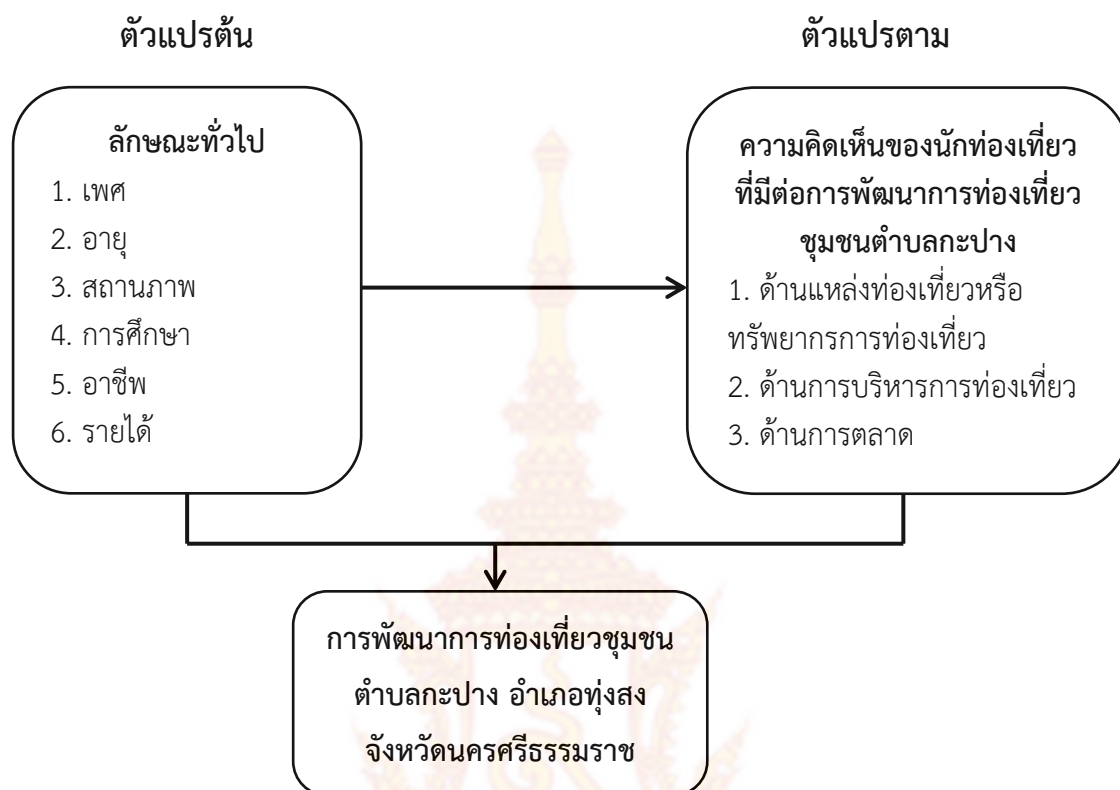 ตัวแปรต้น
ตัวแปรตาม
ลักษณะทั่วไป
1. เพศ
2. อายุ
3. สถานภาพ
4. การศึกษา
5. อาชีพ
6. รายได้
ความคิดเห็นของนักท่องเที่ยว
ที่มีต่อการพัฒนาการท่องเที่ยว
ชุมชนตำบลกะปาง
1. ด้านแหล่งท่องเที่ยวหรือ
ทรัพยากรการท่องเที่ยว
2. ด้านการบริหารการท่องเที่ยว
3. ด้านการตลาด
การพัฒนาการท่องเที่ยวชุมชน
ตำบลกะปาง อำเภอทุ่งสง
จังหวัดนครศรีธรรมราช